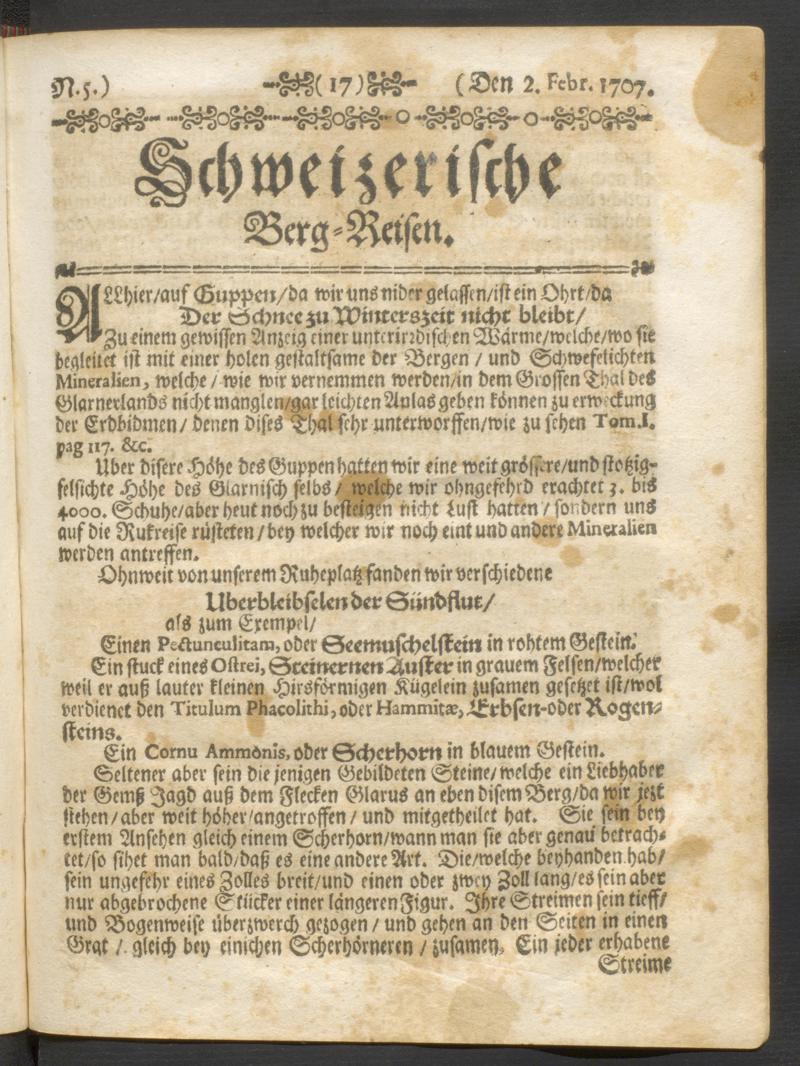 N.5.) (17) (Den 2. Febr. 1707.
Schweizerische
Berg-Reisen.
ALLhier/auf Guppen/da wir uns nider gelassen/ist ein Ohrt/da
Der Schnee zu Winterszeit nicht bleibt/
Zu einem gewissen Anzeig einer unterirrdischen Wärme/welche/wo sie
begleitet ist mit einer holen gestaltsame der Bergen / und Schwefelichten
Mineralien, welche / wie wir vernemmen werden/in dem Grossen Thal des
Glarnerlands nicht manglen/gar leichten Anlas geben können zu erweckung
der Erdbidmen / denen dises Thal sehr unterworffen/wie zu sehen Tom.I.
pag 117. &c.
Uber disere Höhe des Guppen hatten wir eine weit grössere/und stotzig-
felsichte Höhe des Glarnisch selbs / welche wir ohngefehrd erachtet 3. bis
4000. Schuhe/aber heut noch zu besteigen nicht Lust hatten / sondern uns
auf die Rukreise rüsteten / bey welcher wir noch eint und andere Mineralien
werden antreffen.
Ohnweit von unserem Ruheplatz fanden wir verschiedene
Uberbleibselen der Sündflut/
als zum Exempel/
Einen Pectunculitam, oder Seemuschelstein in rohtem Gestein.
Ein stuck eines Ostrei, Steinernen Auster in grauem Felsen/welcher
weil er auß lauter kleinen Hirsförmigen Kügelein zusamen gesetzet ist/wol
verdienet den Titulum Phacolithi, oder Hammitæ, Erbsen-oder Rogen-
steins.
Ein Cornu Ammonis, oder Scherhorn in blauem Gestein.
Seltener aber sein die jenigen Gebildeten Steine/welche ein Liebhaber
der Gemß Jagd auß dem Flecken Glarus an eben disem Berg/da wir jezt
stehen / aber weit höher/angetroffen / und mitgetheilet hat. Sie sein bey
erstem Ansehen gleich einem Scherhorn/wann man sie aber genau betrach-
tet/so sihet man bald/daß es eine andere Art. Die/welche beyhanden hab/
sein ungefehr eines Zolles breit/und einen oder zwey Zoll lang/es sein aber
nur abgebrochene Stücker einer längeren Figur. Ihre Streimen sein tieff/
und Bogenweise überzwerch gezogen / und gehen an den Seiten in einen
Grat / gleich bey einichen Scherhörneren / zusamen. Ein jeder erhabene
Streime